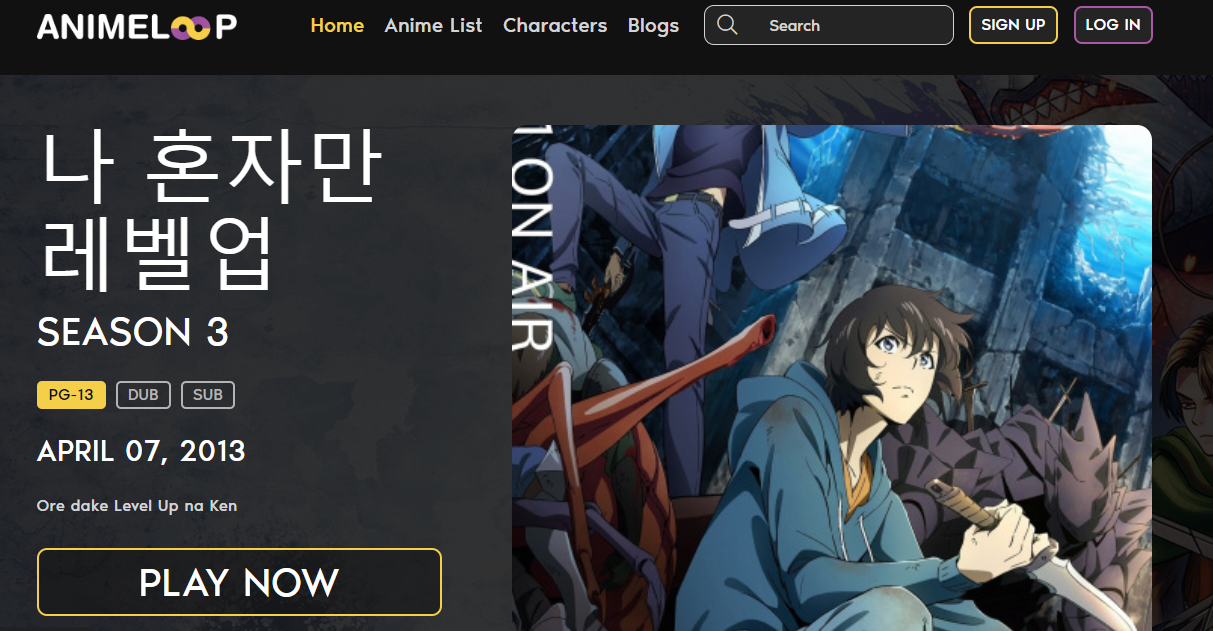 ANIMELOOP
Home
Anime List
Characters
Blogs
Search
SIGN UP
LOG IN
나 혼자만
레벨업
SEASON 3
PG-13
DUB
SUB
APRIL 07, 2013
Ore dake Level Up na Ken
PLAY NOW
ON AIR